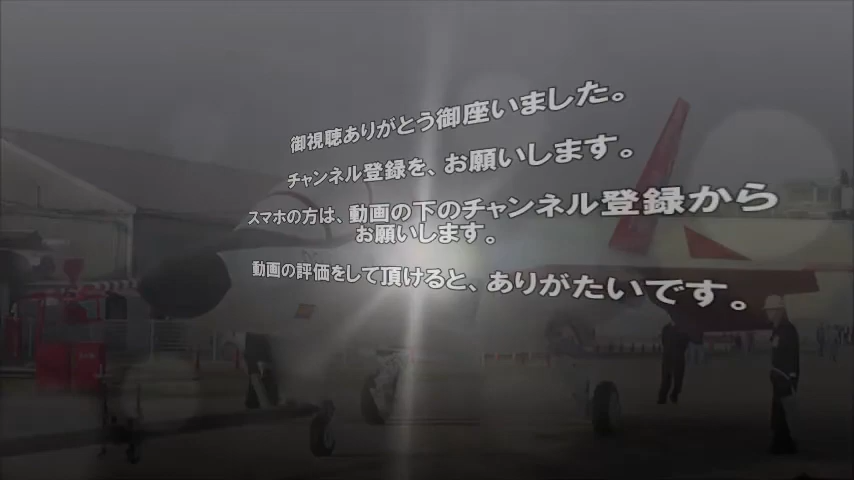 御視聴ありがとう御座いました。
チャンネル登録を、お願いします。
スマホの方は、動画の下のチャンネル登録から
お願いします。
動画の評価をして頂けると、ありがたいです。